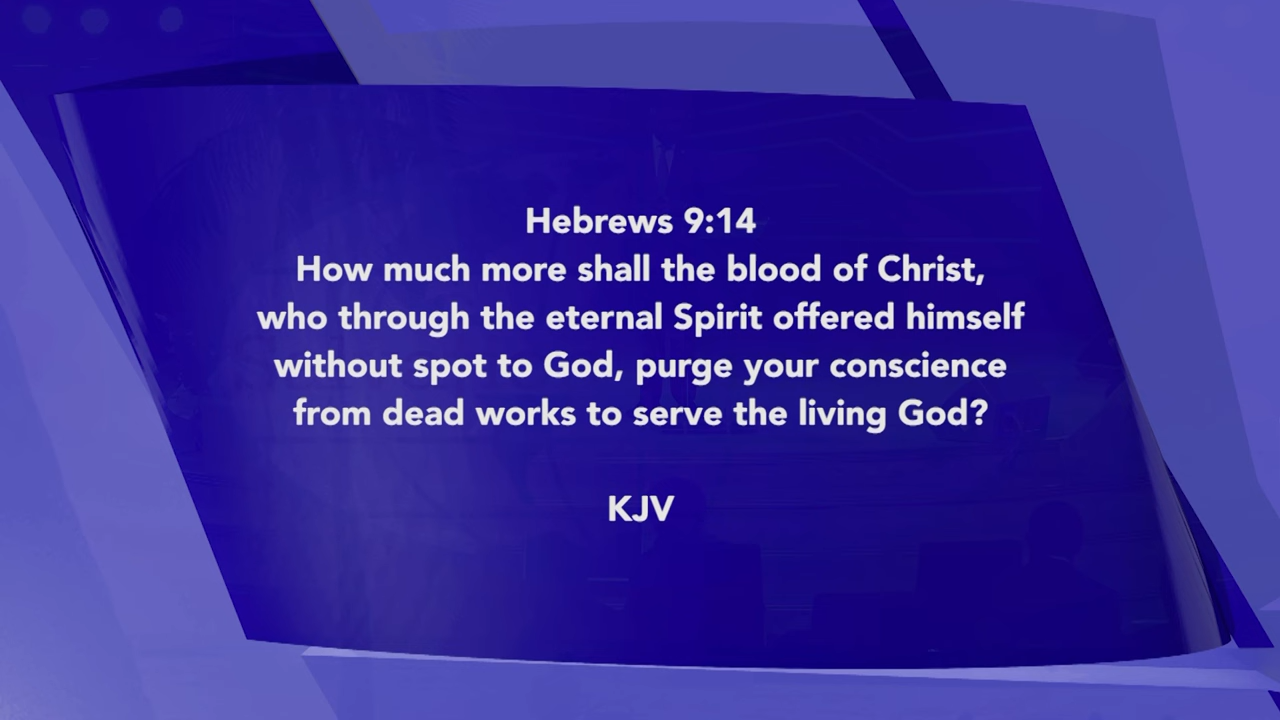 Hebrews 9:14
How much more shall the blood of Christ,
who through the eternal Spirit offered himself
without spot to God, purge your conscience
from dead works to serve the living God?
KJV